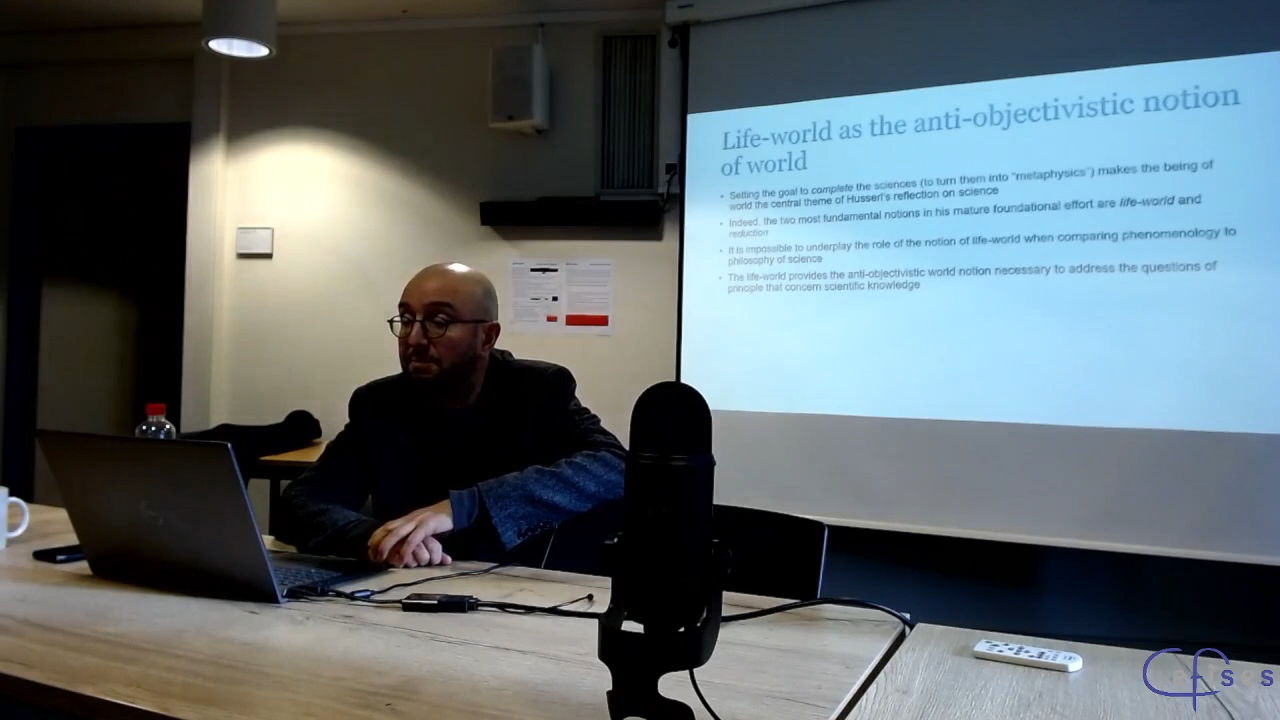 Life-world as the anti-objectivistic notion
of world
Setting the goal to complete the sciences (to turn them into "metaphysics") makes the being of
world the central theme of Husserl's reflection on science
Indeed, the two most fundamental notions in his mature foundational effort are life-world and
reduction
It is impossible to underplay the role of the notion of life-world when comparing phenomenology to
philosophy of science
The life-world provides the anti-objectivistic world notion necessary to address the questions of
principle that concern scientific knowledge